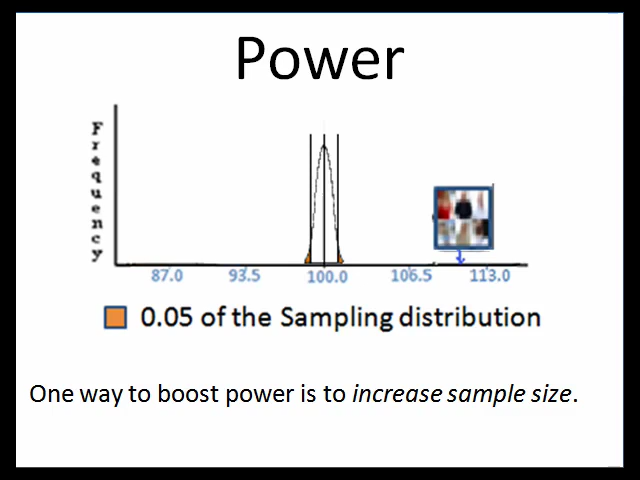 Power
Frequency
87.0 93.5 100.0 106.5 113.0
0.05 of the Sampling distribution
One way to boost power is to increase sample size.